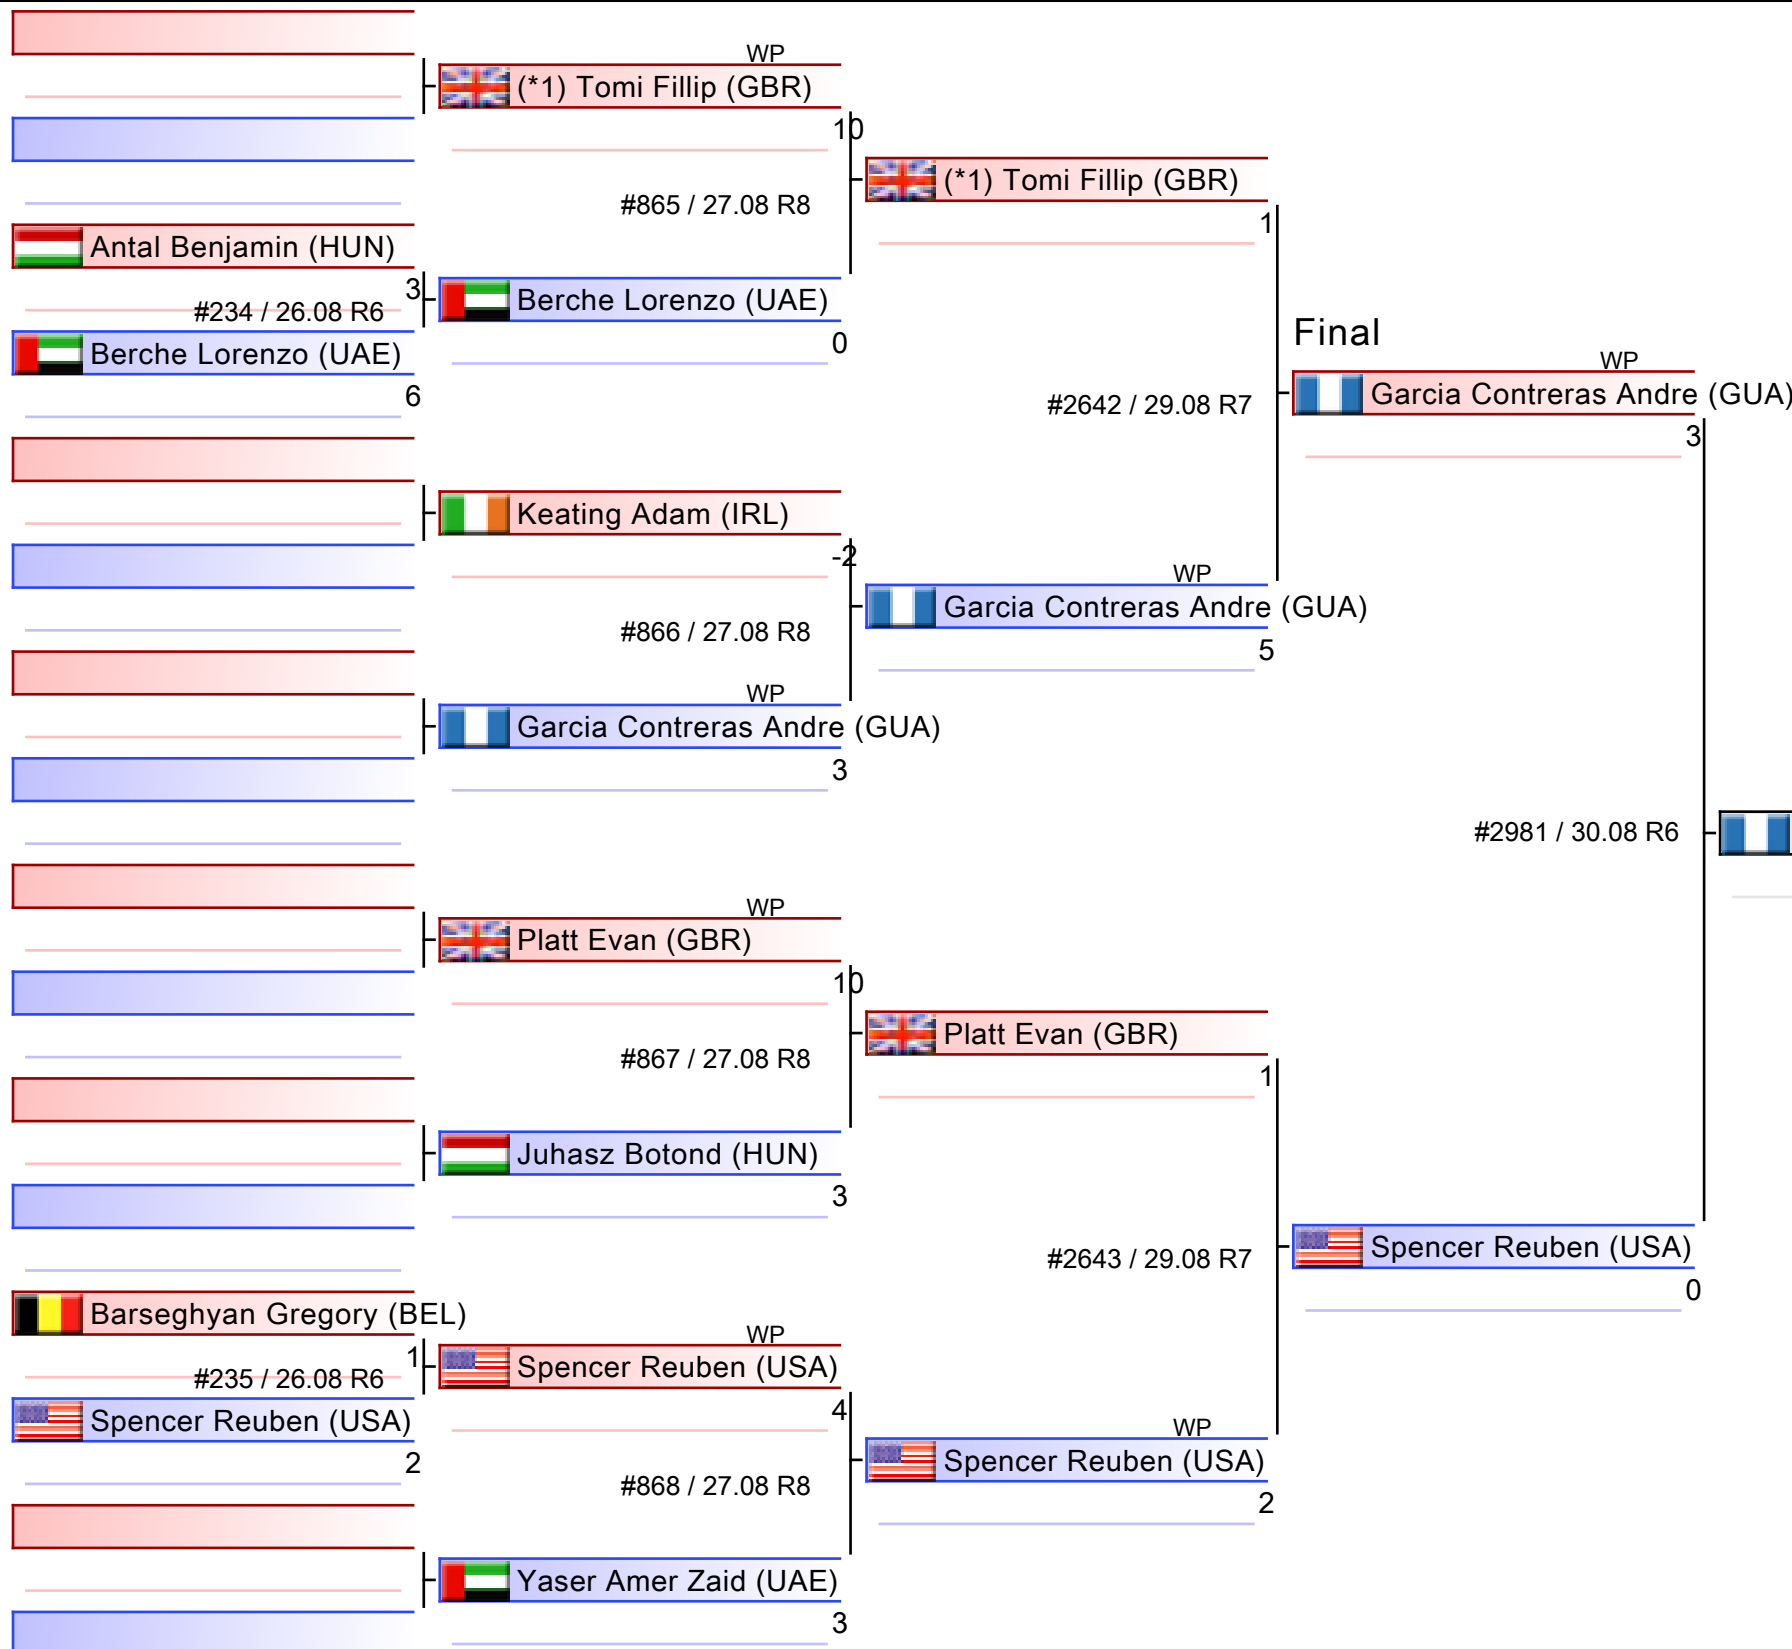 WP
(*1) Tomi Fillip (GBR)
10
(*1) Tomi Fillip (GBR)
#865 / 27.08 R8
1
Antal Benjamin (HUN)
3
#234 / 26.08 R6
Berche Lorenzo (UAE)
Final
0
Berche Lorenzo (UAE)
WP
6
#2642 / 29.08 R7
Garcia Contreras Andre (GUA)
3
Keating Adam (IRL)
-2
WP
Garcia Contreras Andre (GUA)
#866 / 27.08 R8
5
WP
Garcia Contreras Andre (GUA)
3
#2981 / 30.08 R6
WP
Platt Evan (GBR)
10
Platt Evan (GBR)
#867 / 27.08 R8
1
Juhasz Botond (HUN)
3
#2643 / 29.08 R7
Spencer Reuben (USA)
0
Barseghyan Gregory (BEL)
WP
1
Spencer Reuben (USA)
#235 / 26.08 R6
4
Spencer Reuben (USA)
WP
2
Spencer Reuben (USA)
#868 / 27.08 R8
2
Yaser Amer Zaid (UAE)
3